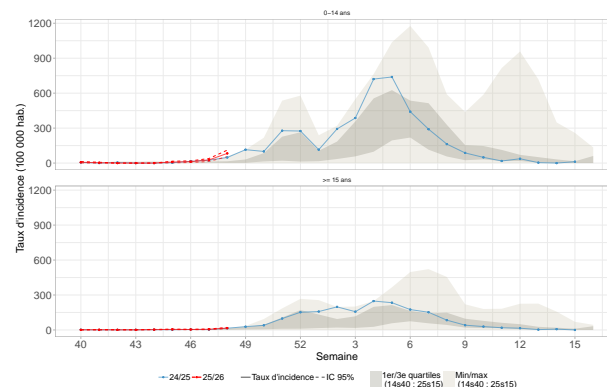 0−14 ans
1200
900
600
300
0
>= 15 ans
1200
900
600
300
0
Taux d'incidence (100 000 hab.)
40 43 46 49 52 3 6 9 12 15
Semaine
24/25 25/26 Taux d'incidence IC 95% 1er/3e quartiles Min/max
(14s40 ; 25s15) (14s40 ; 25s15)